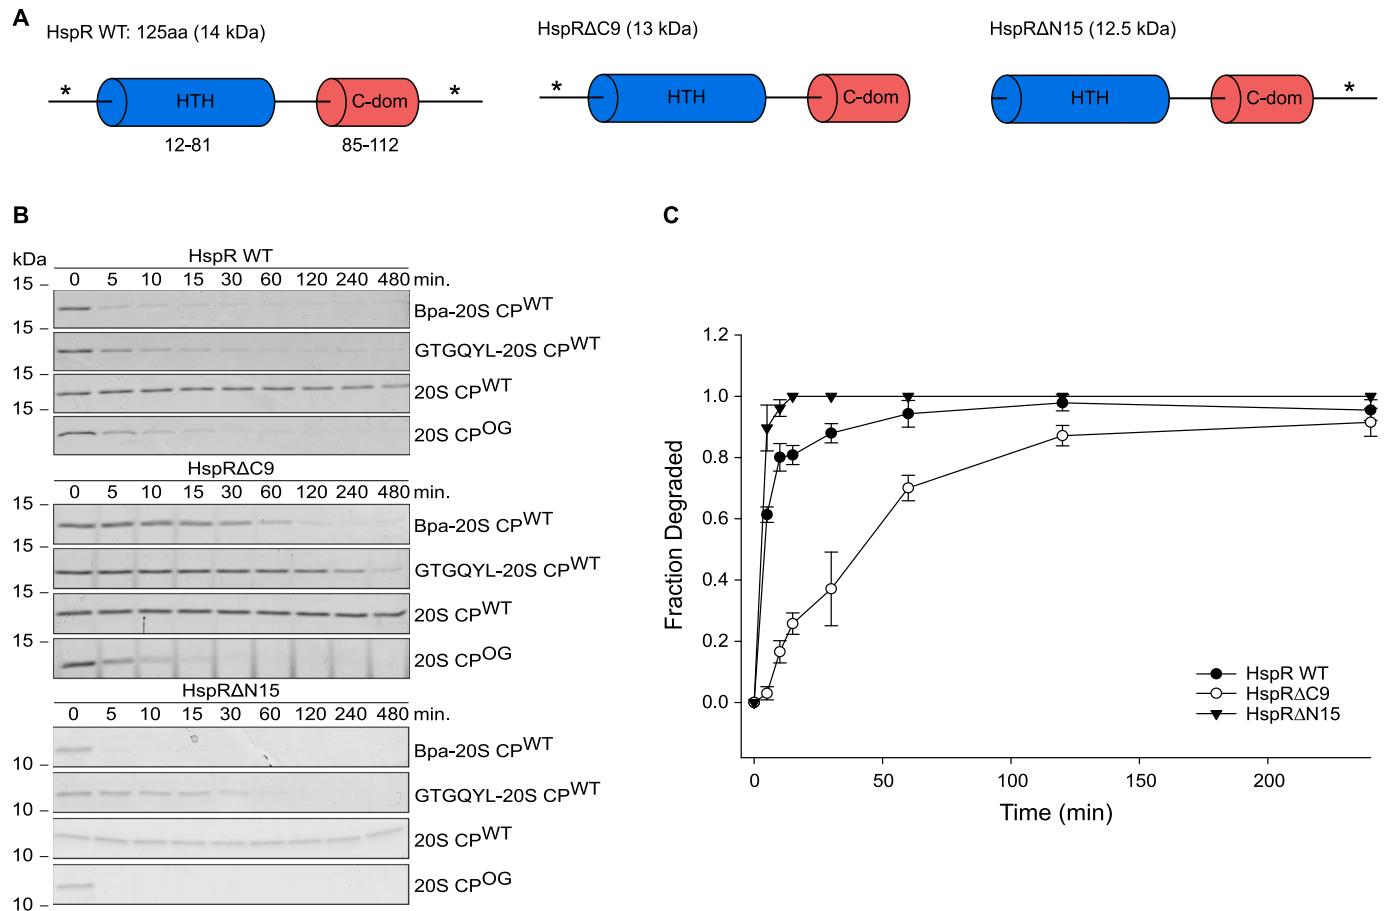 A
HspR WT: 125aa (14 kDa)
HspRΔC9 (13 kDa)
HspRΔN15 (12.5 kDa)
* HTH C-dom *
* HTH C-dom
HTH C-dom *
12-81 85-112
B
kDa HspR WT
0 5 10 15 30 60 120 240 480 min.
15
Bpa-20S CPWT
15
GTGQYL-20S CPWT
15
20S CPWT
15
20S CPOG
HspRΔC9
0 5 10 15 30 60 120 240 480 min.
15
Bpa-20S CPWT
15
GTGQYL-20S CPWT
15
20S CPWT
15
20S CPOG
HspRΔN15
0 5 10 15 30 60 120 240 480 min.
Bpa-20S CPWT
10
GTGQYL-20S CPWT
10
20S CPWT
10
20S CPOG
10
C
Fraction Degraded
1.2
1.0
0.8
0.6
0.4
0.2
0.0
HspR WT
HspRΔC9
HspRΔN15
0 50 100 150 200
Time (min)